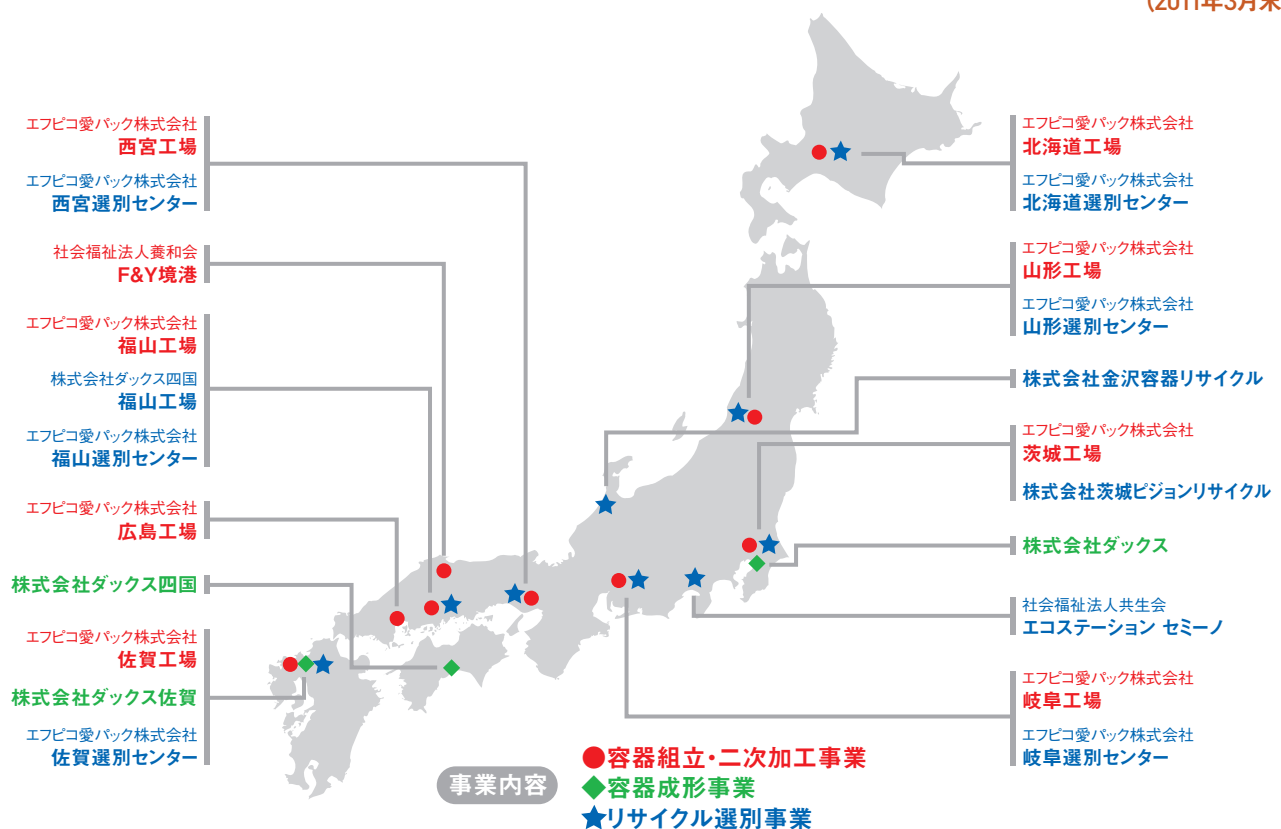 (2011年3月末
エフピコ愛パック株式会社
西宮工場
エフピコ愛パック株式会社
西宮選別センター
社会福祉法人養和会
F&Y境港
エフピコ愛パック株式会社
福山工場
株式会社ダックス四国
福山工場
エフピコ愛パック株式会社
福山選別センター
エフピコ愛パック株式会社
広島工場
株式会社ダックス四国
エフピコ愛パック株式会社
佐賀工場
株式会社ダックス佐賀
エフピコ愛パック株式会社
佐賀選別センター
エフピコ愛パック株式会社
北海道工場
エフピコ愛パック株式会社
北海道選別センター
エフピコ愛パック株式会社
山形工場
エフピコ愛パック株式会社
山形選別センター
株式会社金沢容器リサイクル
エフピコ愛パック株式会社
茨城工場
株式会社茨城ピジョンリサイクル
株式会社ダックス
社会福祉法人共生会
エコステーション セミーノ
エフピコ愛パック株式会社
岐阜工場
エフピコ愛パック株式会社
岐阜選別センター
事業内容
容器組立・二次加工事業
容器成形事業
リサイクル選別事業